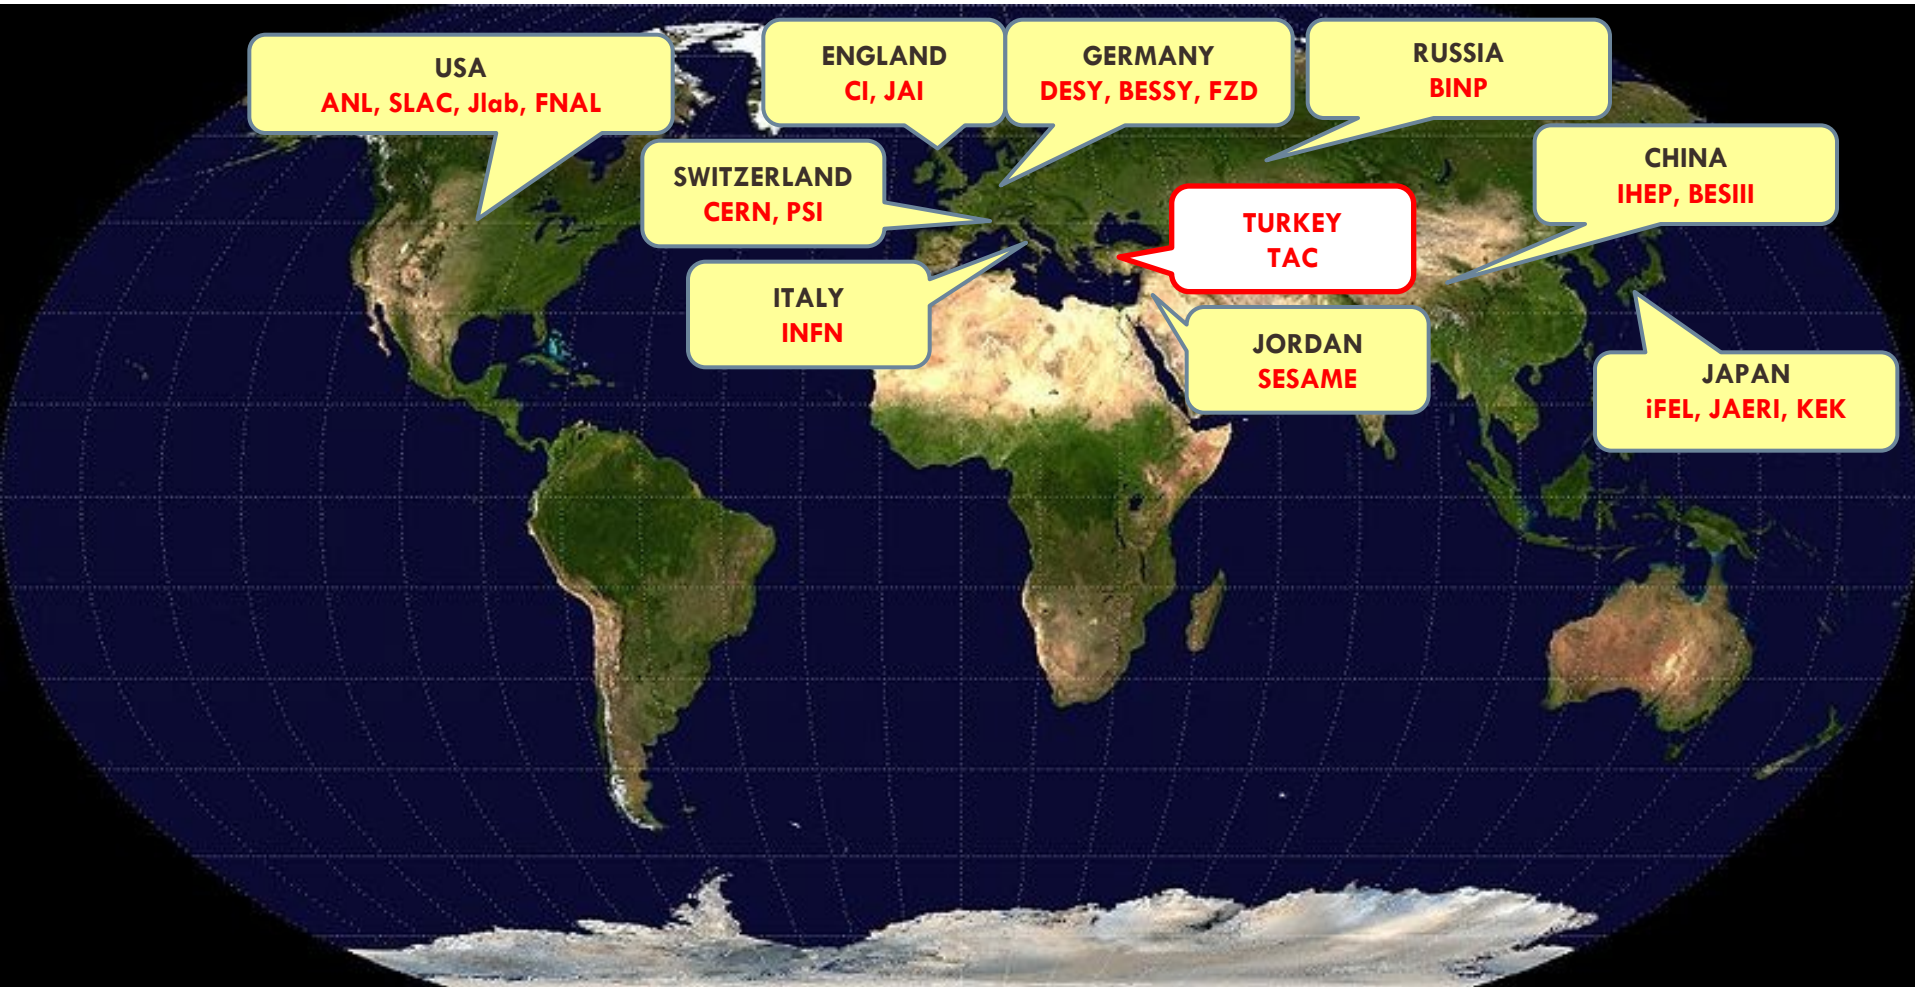 USA
ANL, SLAC, Jlab, FNAL
ENGLAND
CI, JAI
GERMANY
DESY, BESSY, FZD
RUSSIA
BINP
SWITZERLAND
CERN, PSI
CHINA
IHEP, BESIII
TURKEY
TAC
ITALY
INFN
JORDAN
SESAME
JAPAN
iFEL, JAERI, KEK